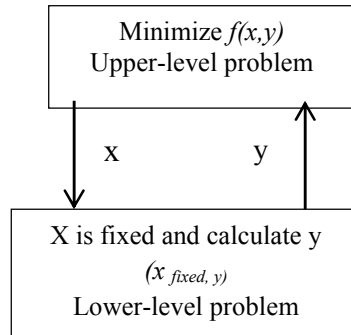 Minimize f(x,y)
Upper-level problem
x
y
X is fixed and calculate y
(x fixed, y)
Lower-level problem